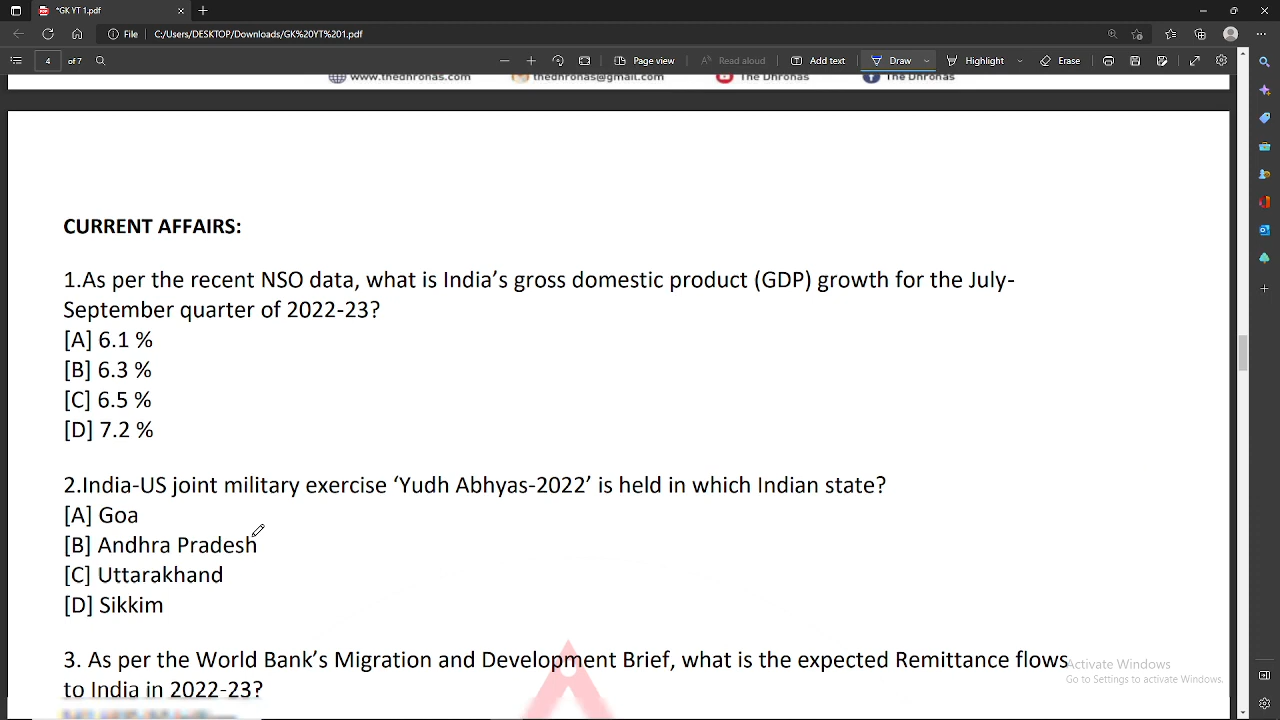 *GK YT 1.pdf
File C:/Users/DESKTOP/Downloads/GK%20YT%201.pdf
4 of 7 Page view Read aloud Add text Draw Highlight Erase
www.thedhronas.com thedhronas@gmail.com The Dhronas The Dhronas
CURRENT AFFAIRS:
1.As per the recent NSO data, what is India’s gross domestic product (GDP) growth for the July-
September quarter of 2022-23?
[A] 6.1 %
[B] 6.3 %
[C] 6.5 %
[D] 7.2 %
2.India-US joint military exercise ‘Yudh Abhyas-2022’ is held in which Indian state?
[A] Goa
[B] Andhra Pradesh
[C] Uttarakhand
[D] Sikkim
3. As per the World Bank’s Migration and Development Brief, what is the expected Remittance flows
to India in 2022-23?
Activate Windows
Go to Settings to activate Windows.